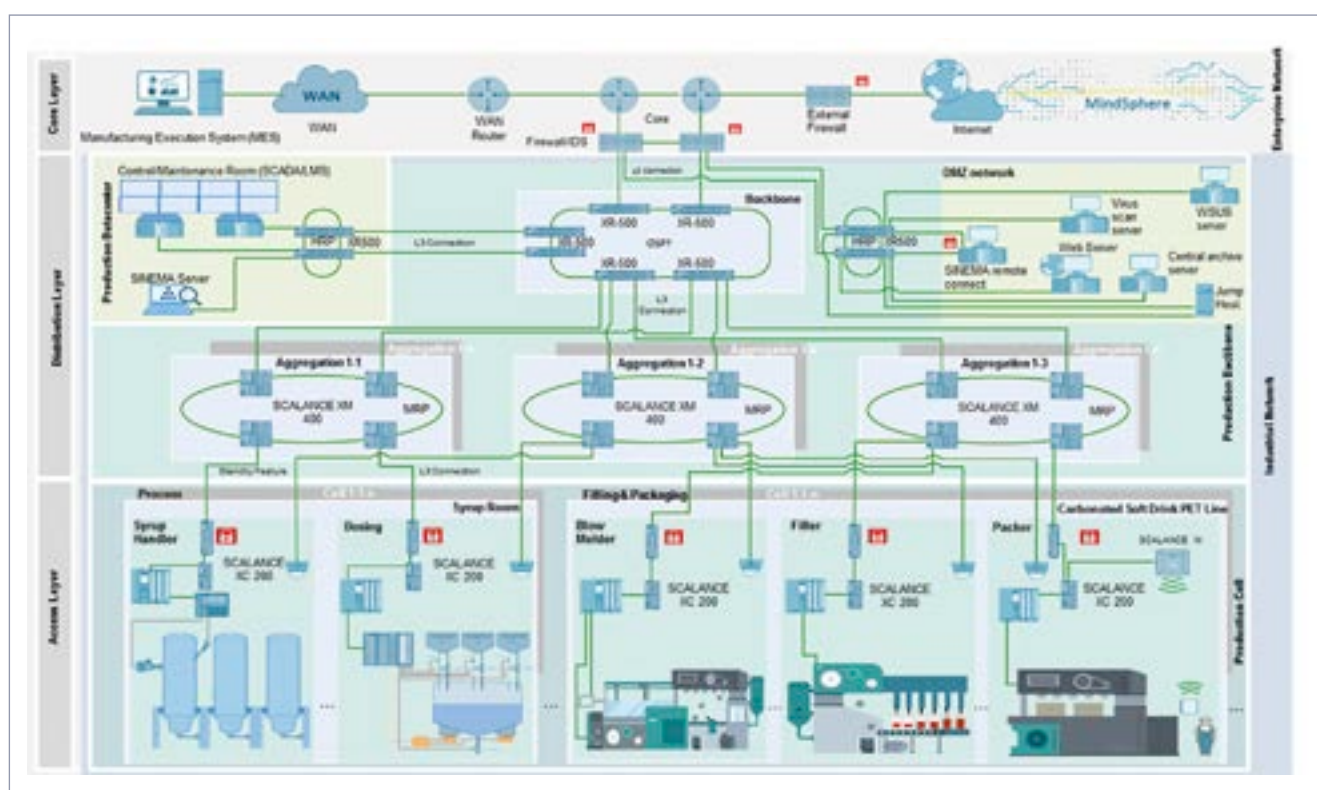 Core Layer
Manufacturing Execution System (MES)
WAN
WAN
WAN
Router
Core
Firewall/IDS
External
Firewall
Internet
MindSphere
Enterprise Network
Distribution Layer
Production Datacenter
Control/Maintenance Room (SCADA/LMS)
SINEMA Server
XR500
L3 Connection
Connection
Backbone
XR-500
XR-500
XR-500
XR-500
XR-500
L3
Connection
DMZ network
XR500
Virus
scan
server
WSUS
server
SINEMA remote
connect
Web Server
Central archive
server
Jump
Host
Aggregation 1-1
SCALANCE XM
400
MRP
Aggregation 1-2
SCALANCE XM
400
MRP
Aggregation 1-3
SCALANCE XM
400
MRP
Production Backbone
Industrial Network
Standby Feature
L3 Connection
Access Layer
Process
Syrup Room
Syrup
Handler
SCALANCE
XC 200
Dosing
SCALANCE
XC 200
Filling & Packaging
Carbonated Soft Drink PET Line
Blow
Molder
SCALANCE
XC 200
Filler
SCALANCE
XC 200
Packer
SCALANCE W
SCALANCE
XC 200
Production Cell